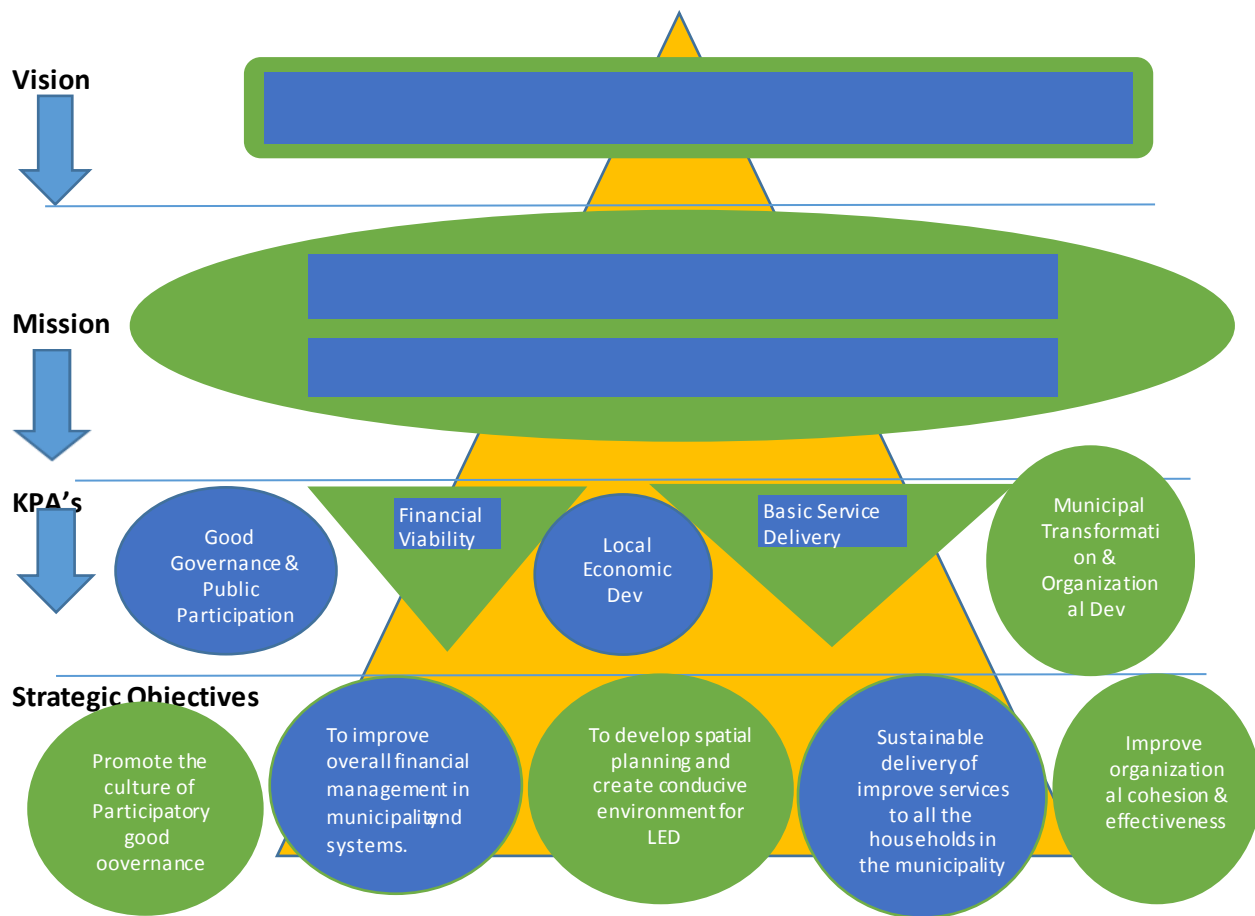 Vision
Mission
KPA's
Good
Governance &
Public
Participation
Financial
Viability
Local
Economic
Dev
Basic Service
Delivery
Municipal
Transformati
on &
Organization
al Dev
Strategic Objectives
Promote the
culture of
Participatory
good
oovernance
To improve
overall financial
management in
municipality and
systems.
To develop spatial
planning and
create conducive
environment for
LED
Sustainable
delivery of
improve services
to all the
households in
the municipality
Improve
organization
al cohesion &
effectiveness